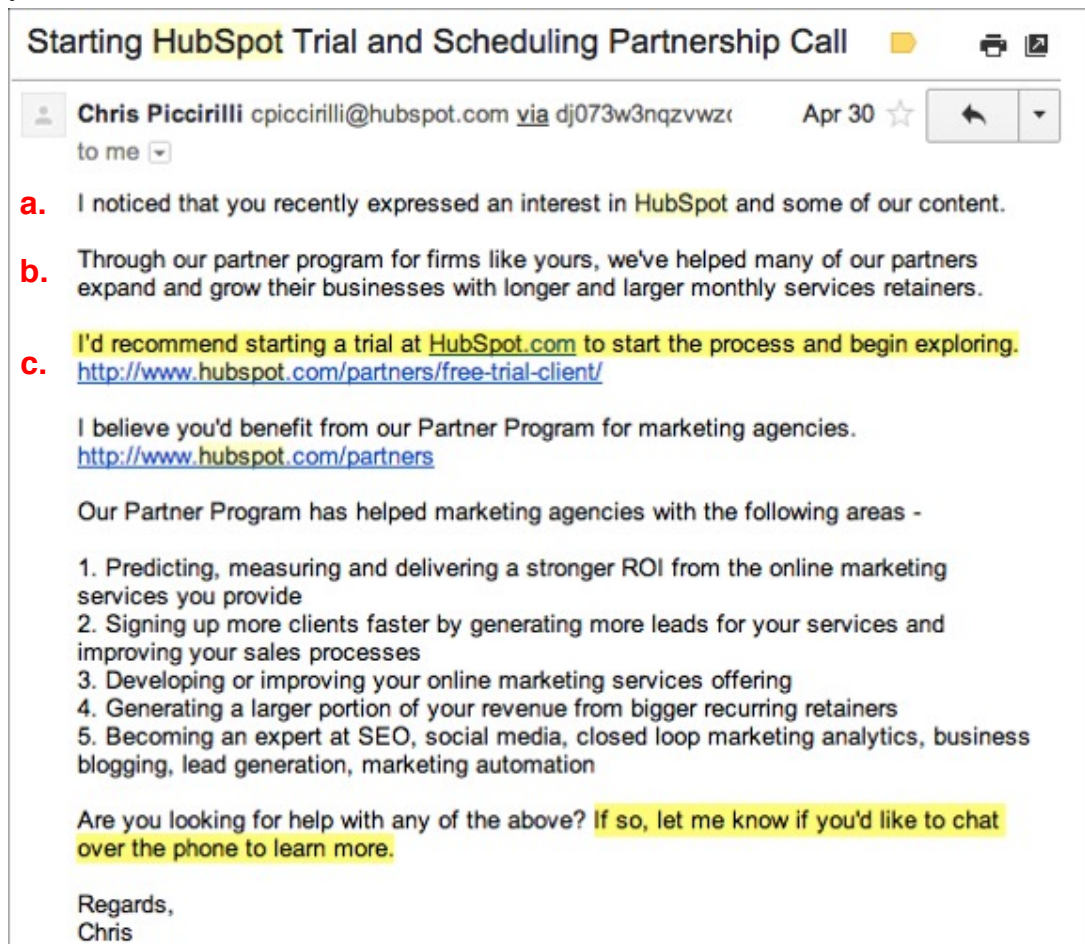 Starting HubSpot Trial and Scheduling Partnership Call
Chris Piccirilli cpiccirilli@hubspot.com via dj073w3nqzvwz Apr 30
to me
a. I noticed that you recently expressed an interest in HubSpot and some of our content.
b. Through our partner program for firms like yours, we've helped many of our partners
expand and grow their businesses with longer and larger monthly services retainers.
I'd recommend starting a trial at HubSpot.com to start the process and begin exploring.
c. http://www.hubspot.com/partners/free-trial-client/
I believe you'd benefit from our Partner Program for marketing agencies.
http://www.hubspot.com/partners
Our Partner Program has helped marketing agencies with the following areas -
1. Predicting, measuring and delivering a stronger ROI from the online marketing
services you provide
2. Signing up more clients faster by generating more leads for your services and
improving your sales processes
3. Developing or improving your online marketing services offering
4. Generating a larger portion of your revenue from bigger recurring retainers
5. Becoming an expert at SEO, social media, closed loop marketing analytics, business
blogging, lead generation, marketing automation
Are you looking for help with any of the above? If so, let me know if you'd like to chat
over the phone to learn more.
Regards,
Chris